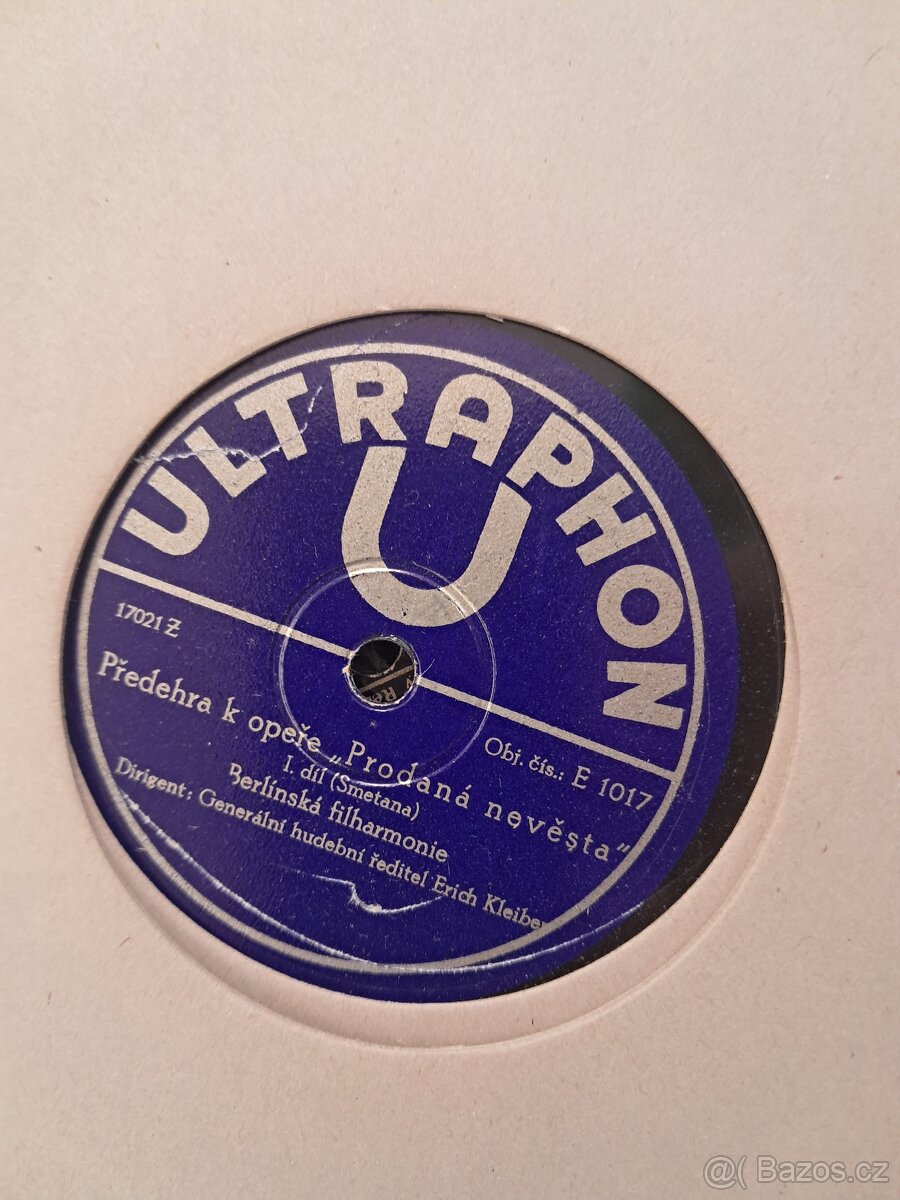 ULTRAPHON
U
17021 Z
Obj. čís.: E 1017
Předehra k opeře „Prodaná nevěsta"
I. díl (Smetana)
Berlínská filharmonie
Dirigent: Generální hudební ředitel Erich Kleiber
@( Bazos.cz